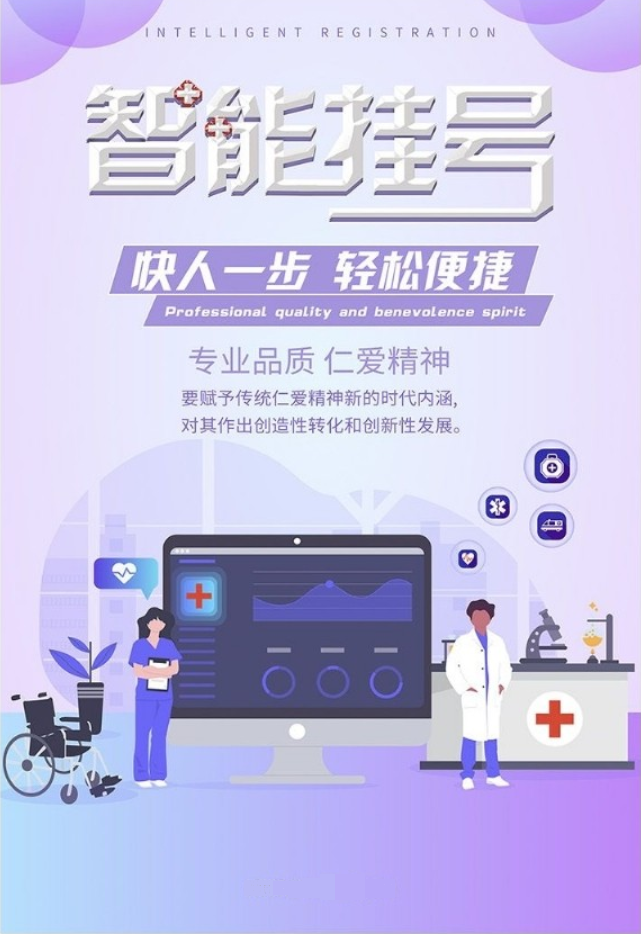 INTELLIGENT REGISTRATION
智能挂号
快人一步 轻松便捷
Professional quality and benevolence spirit
专业品质 仁爱精神
要赋予传统仁爱精神新的时代内涵,
对其作出创造性转化和创新性发展。